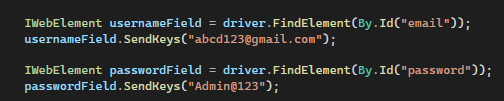 IWebElement usernameField = driver.FindElement(By.Id("email"));
usernameField.SendKeys("abcd123@gmail.com");
IWebElement passwordField = driver.FindElement(By.Id("password"));
passwordField.SendKeys("Admin@123");